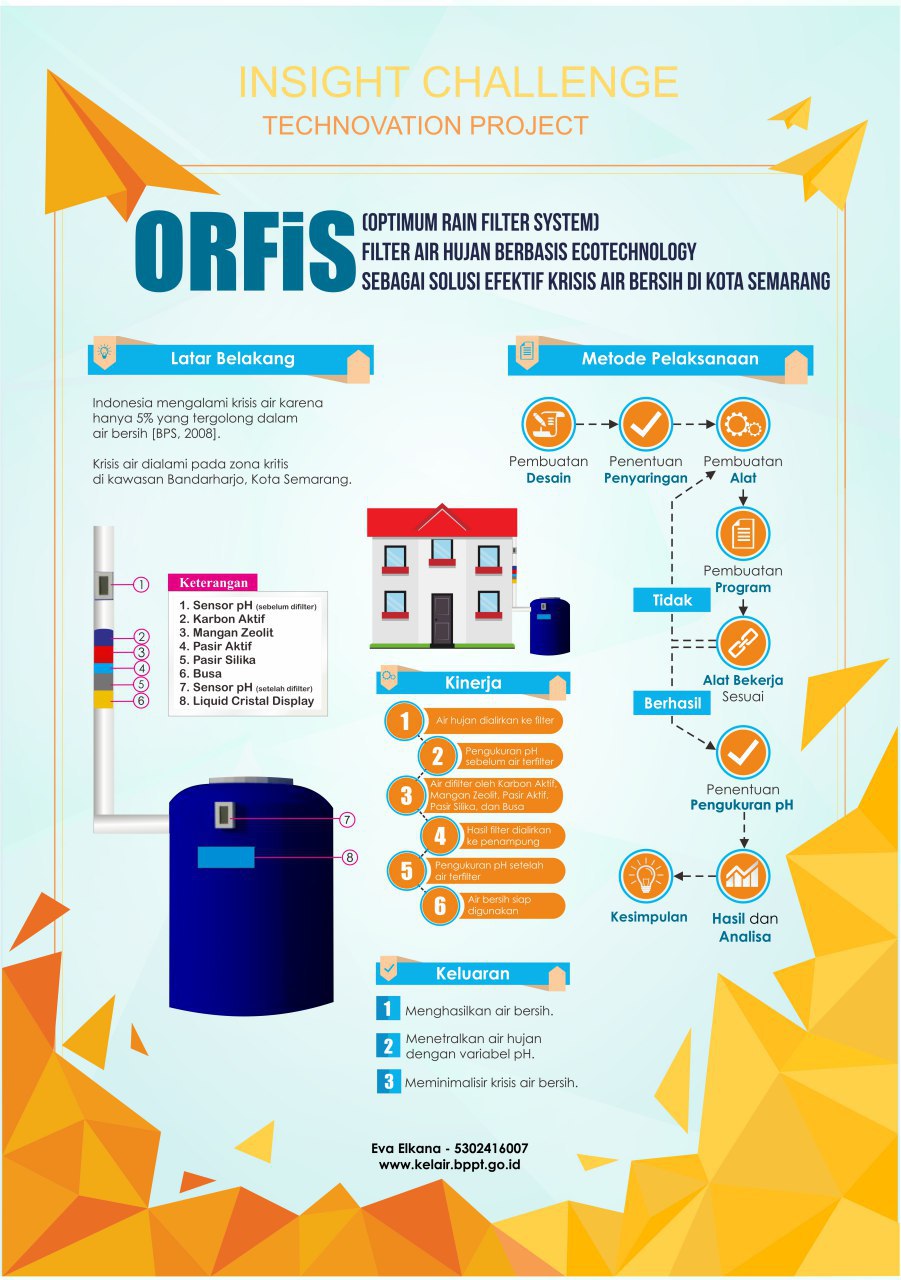 INSIGHT CHALLENGE
TECHNOVATION PROJECT
ORFiS
(OPTIMUM RAIN FILTER SYSTEM)
FILTER AIR HUJAN BERBASIS ECOTECHNOLOGY
SEBAGAI SOLUSI EFEKTIF KRISIS AIR BERSIH DI KOTA SEMARANG
Latar Belakang
Indonesia mengalami krisis air karena
hanya 5% yang tergolong dalam
air bersih [BPS, 2008].
Krisis air dialami pada zona kritis
di kawasan Bandarharjo, Kota Semarang.
1
2
3
4
5
6
7
8
Keterangan
1. Sensor pH (sebelum difilter)
2. Karbon Aktif
3. Mangan Zeolit
4. Pasir Aktif
5. Pasir Silika
6. Busa
7. Sensor pH (setelah difilter)
8. Liquid Cristal Display
Kinerja
1 Air hujan dialirkan ke filter
2 Pengukuran pH
sebelum air terfilter
3 Air difilter oleh Karbon Aktif,
Mangan Zeolit, Pasir Aktif,
Pasir Silika, dan Busa
4 Hasil filter dialirkan
ke penampung
5 Pengukuran pH setelah
air terfilter
6 Air bersih siap
digunakan
Keluaran
1 Menghasilkan air bersih.
2 Menetralkan air hujan
dengan variabel pH.
3 Meminimalisir krisis air bersih.
Metode Pelaksanaan
Pembuatan
Desain
Penentuan
Penyaringan
Pembuatan
Alat
Pembuatan
Program
Tidak
Alat Bekerja
Sesuai
Berhasil
Penentuan
Pengukuran pH
Hasil dan
Analisa
Kesimpulan
Eva Elkana - 5302416007
www.kelair.bppt.go.id